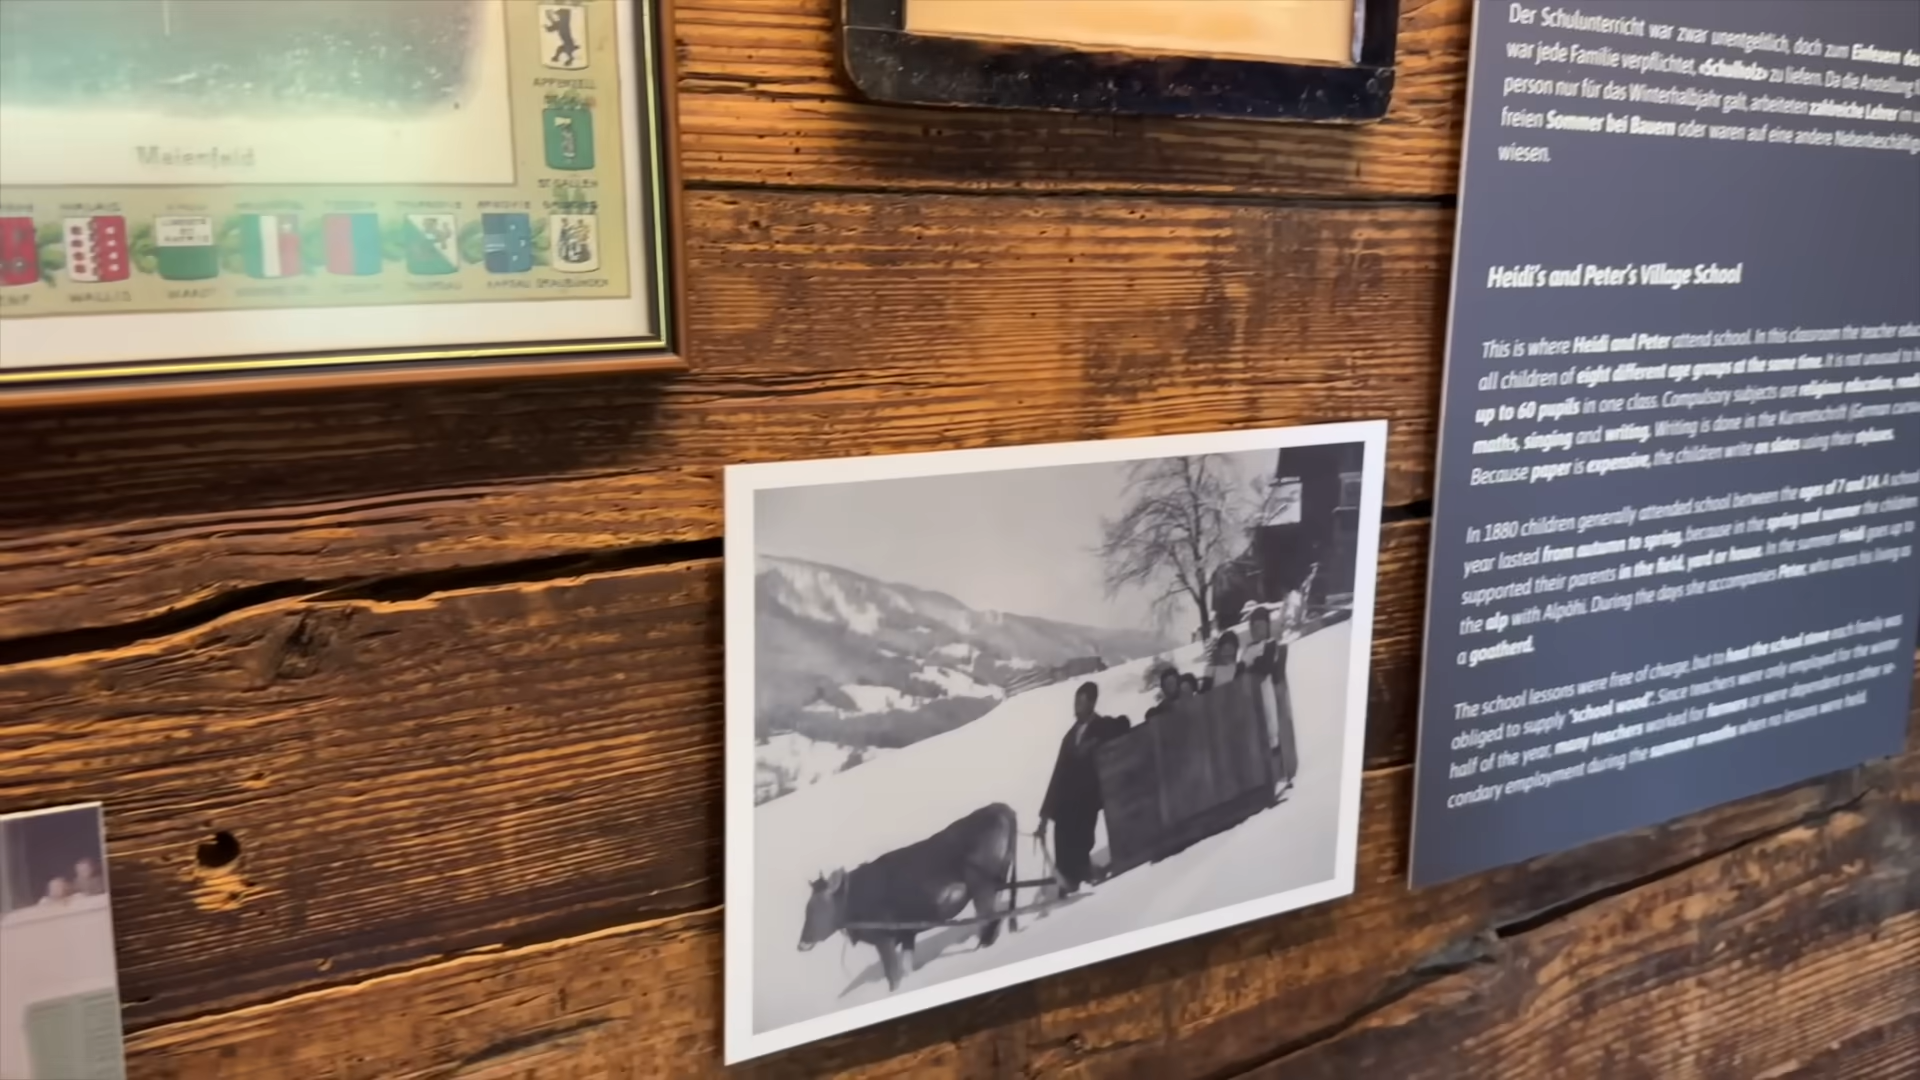 Maienfeld
APPENZELL
ST. GALLEN
WALLIS
WAADT
GRAUBÜNDEN
Der Schulunterricht war zwar unentgeltlich, doch zum Einfeuern
war jede Familie verpflichtet, «Schulholz» zu liefern. Da die Anstellung
person nur für das Winterhalbjahr galt, arbeiteten zahlreiche Lehrer im
freien Sommer bei Bauern oder waren auf eine andere
wiesen.
Heidi's and Peter's Village School
This is where Heidi and Peter attend school. In this classroom the teacher
all children of eight different age groups at the same time. It is not unusual to
up to 60 pupils in one class. Compulsory subjects are religious education,
maths, singing and writing. Writing is done in the Kurrentschrift (German
Because paper is expensive, the children write on slates using their styluses.
In 1880 children generally attended school between the ages of 7 and 14. A school
year lasted from autumn to spring, because in the spring and summer the children
supported their parents in the field, yard or house. In the summer Heidi goes up to
the alp with Alpöhi. During the days she accompanies Peter, who earns his living as
a goatherd.
The school lessons were free of charge, but to heat the school stove each family was
obliged to supply "school wood". Since teachers were only employed for the winter
half of the year, many teachers worked for farmers or were dependent on other se-
condary employment during the summer months when no lessons were held.